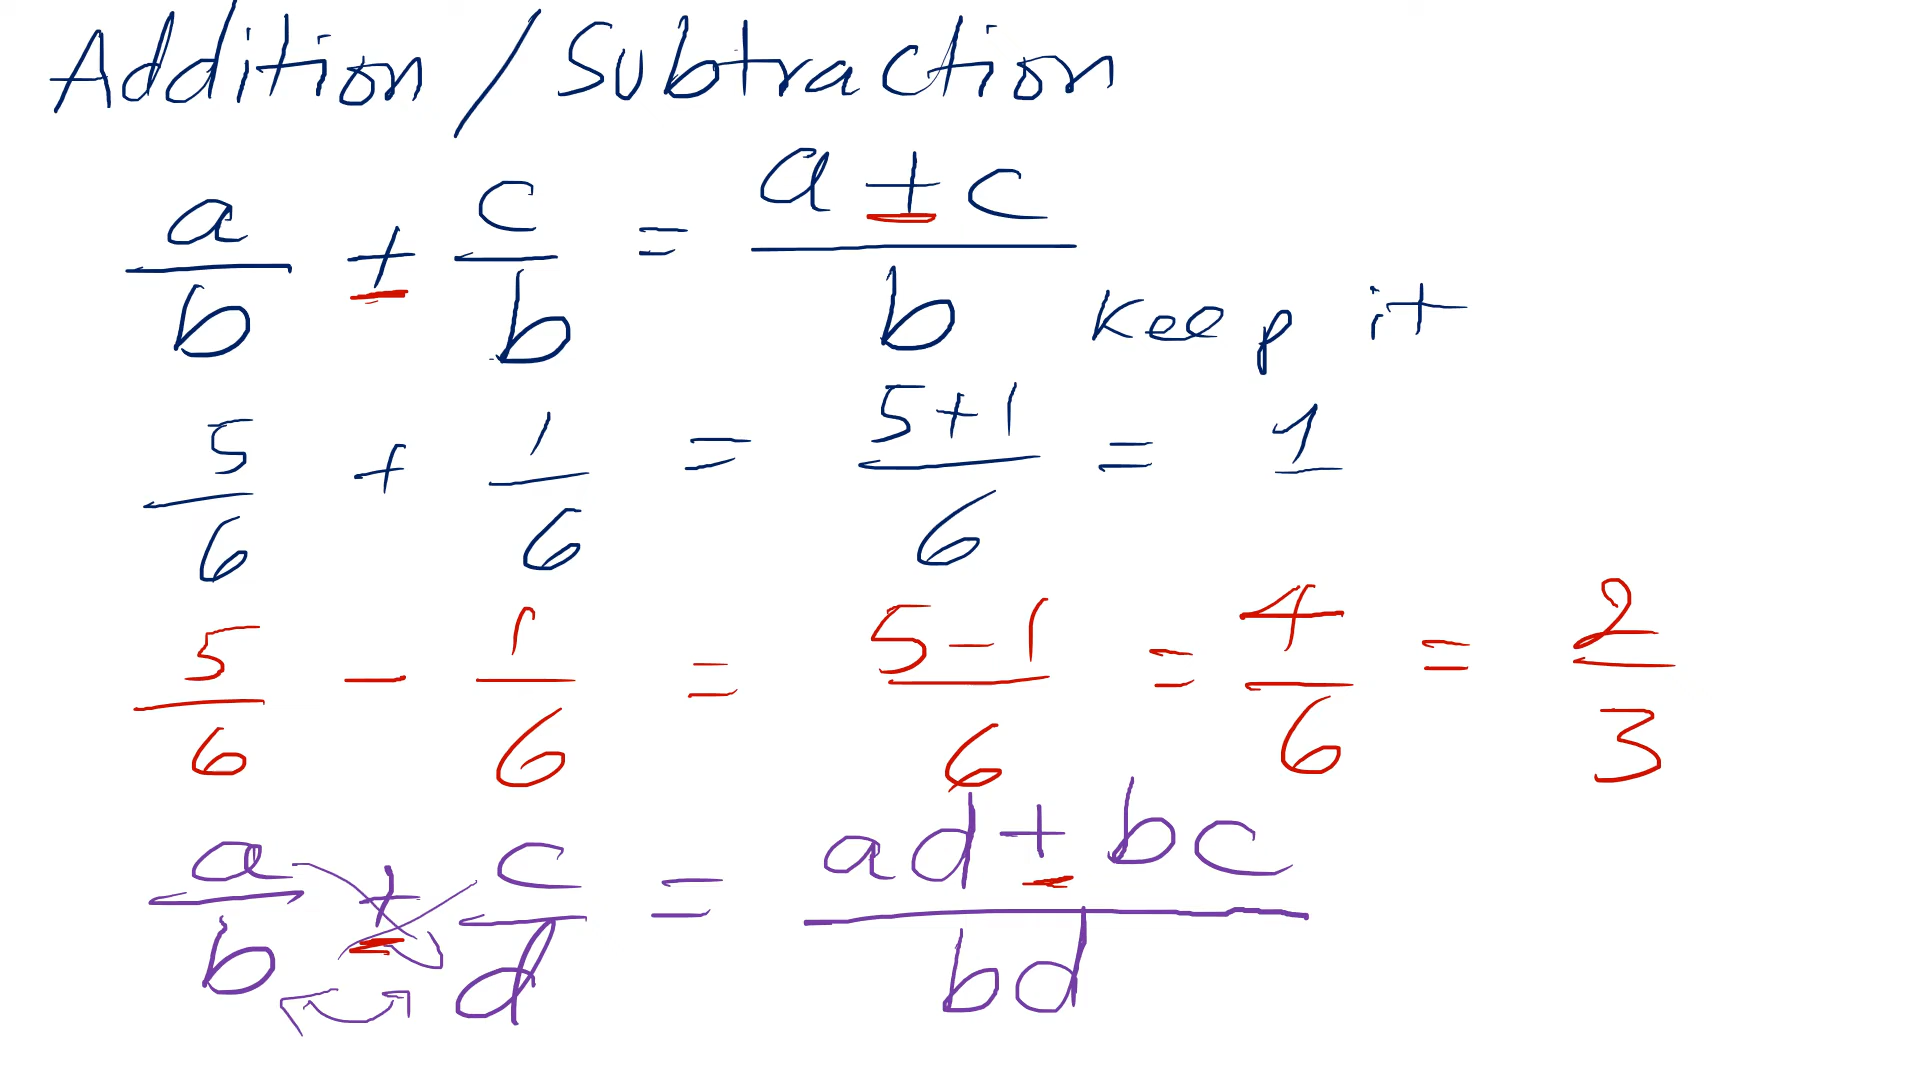 Addition / Subtraction
a/b ± c/b = (a ± c)/b Keep it
5/6 + 1/6 = (5+1)/6 = 1
5/6 - 1/6 = (5-1)/6 = 4/6 = 2/3
a/b ± c/d = (ad ± bc)/bd